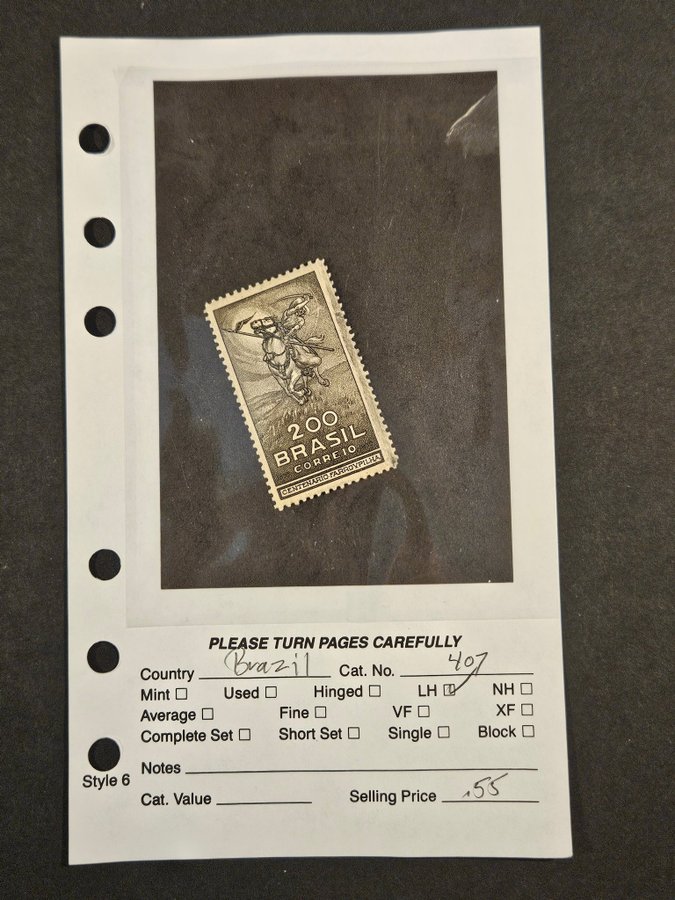 200
BRASIL
CORREIO
CENTENARIO FARROVPILHA
PLEASE TURN PAGES CAREFULLY
Country Brazil Cat. No. 407
Mint ☐ Used ☐ Hinged ☐ LH ☑ NH ☐
Average ☐ Fine ☐ VF ☐ XF ☐
Complete Set ☐ Short Set ☐ Single ☐ Block ☐
Notes
Style 6
Cat. Value Selling Price .55